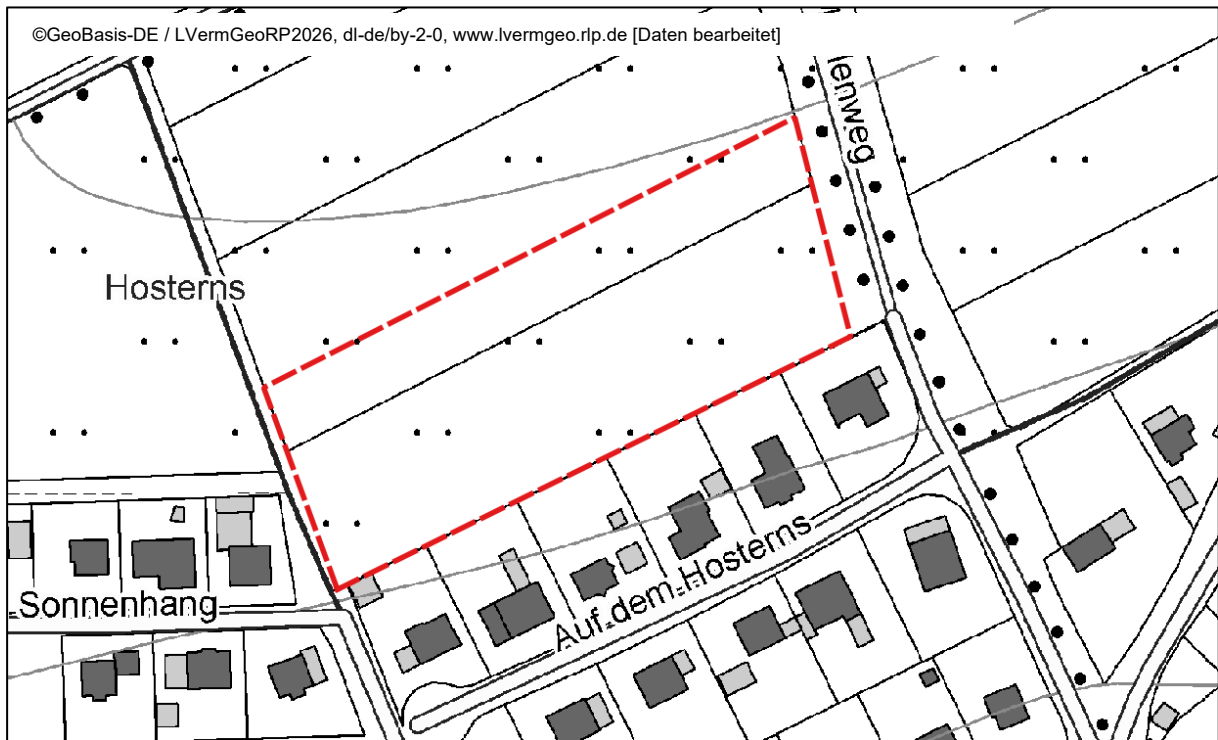 ©GeoBasis-DE / LVermGeoRP2026, dl-de/by-2-0, www.lvermgeo.rlp.de [Daten bearbeitet]
lenweg
Hosterns
Auf dem Hosterns
Sonnenhang